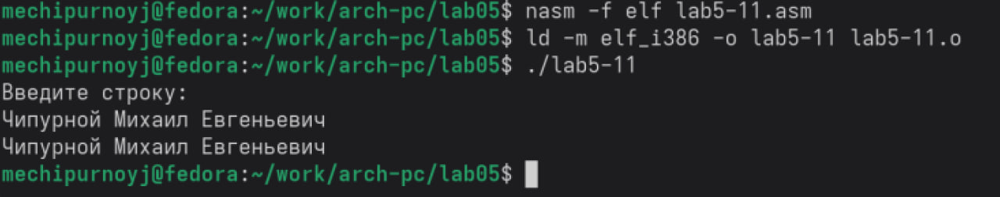 mechipurnoyj@fedora:~/work/arch-pc/lab05$ nasm -f elf lab5-11.asm
mechipurnoyj@fedora:~/work/arch-pc/lab05$ ld -m elf_i386 -o lab5-11 lab5-11.o
mechipurnoyj@fedora:~/work/arch-pc/lab05$ ./lab5-11
Введите строку:
Чипурной Михаил Евгеньевич
Чипурной Михаил Евгеньевич
mechipurnoyj@fedora:~/work/arch-pc/lab05$